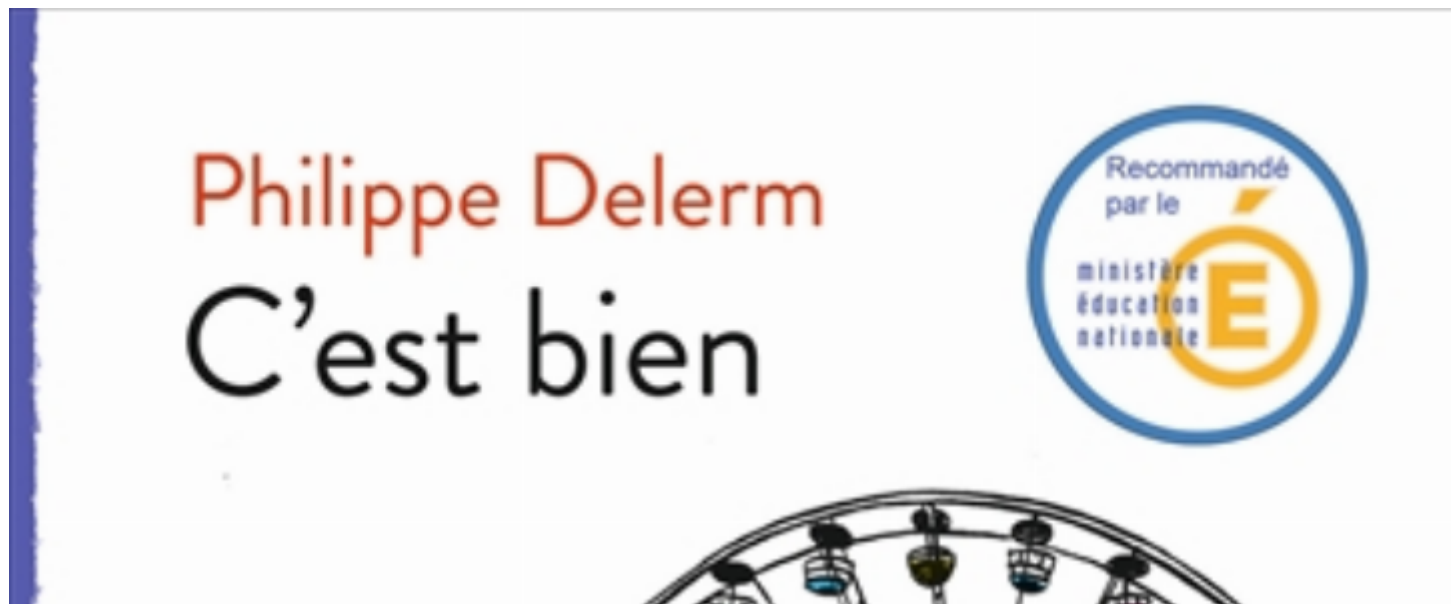 Philippe Delerm
C'est bien
Recommandé
par le
ministère
éducation
nationale
É